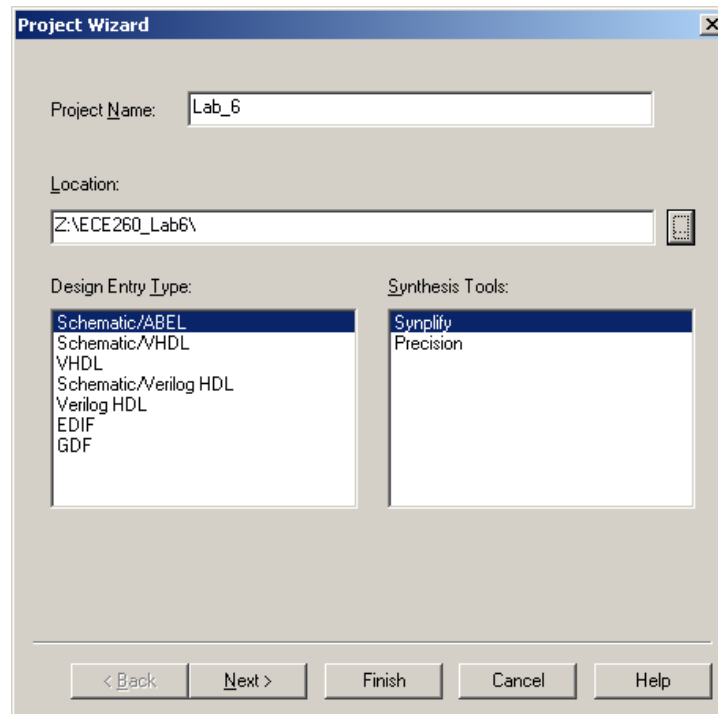 Project Wizard
Project Name: Lab_6
Location:
Z:\ECE260_Lab6\
...
Design Entry Type: Synthesis Tools:
Schematic/ABEL Synplify
Schematic/VHDL Precision
VHDL
Schematic/Verilog HDL
Verilog HDL
EDIF
GDF
< Back Next > Finish Cancel Help